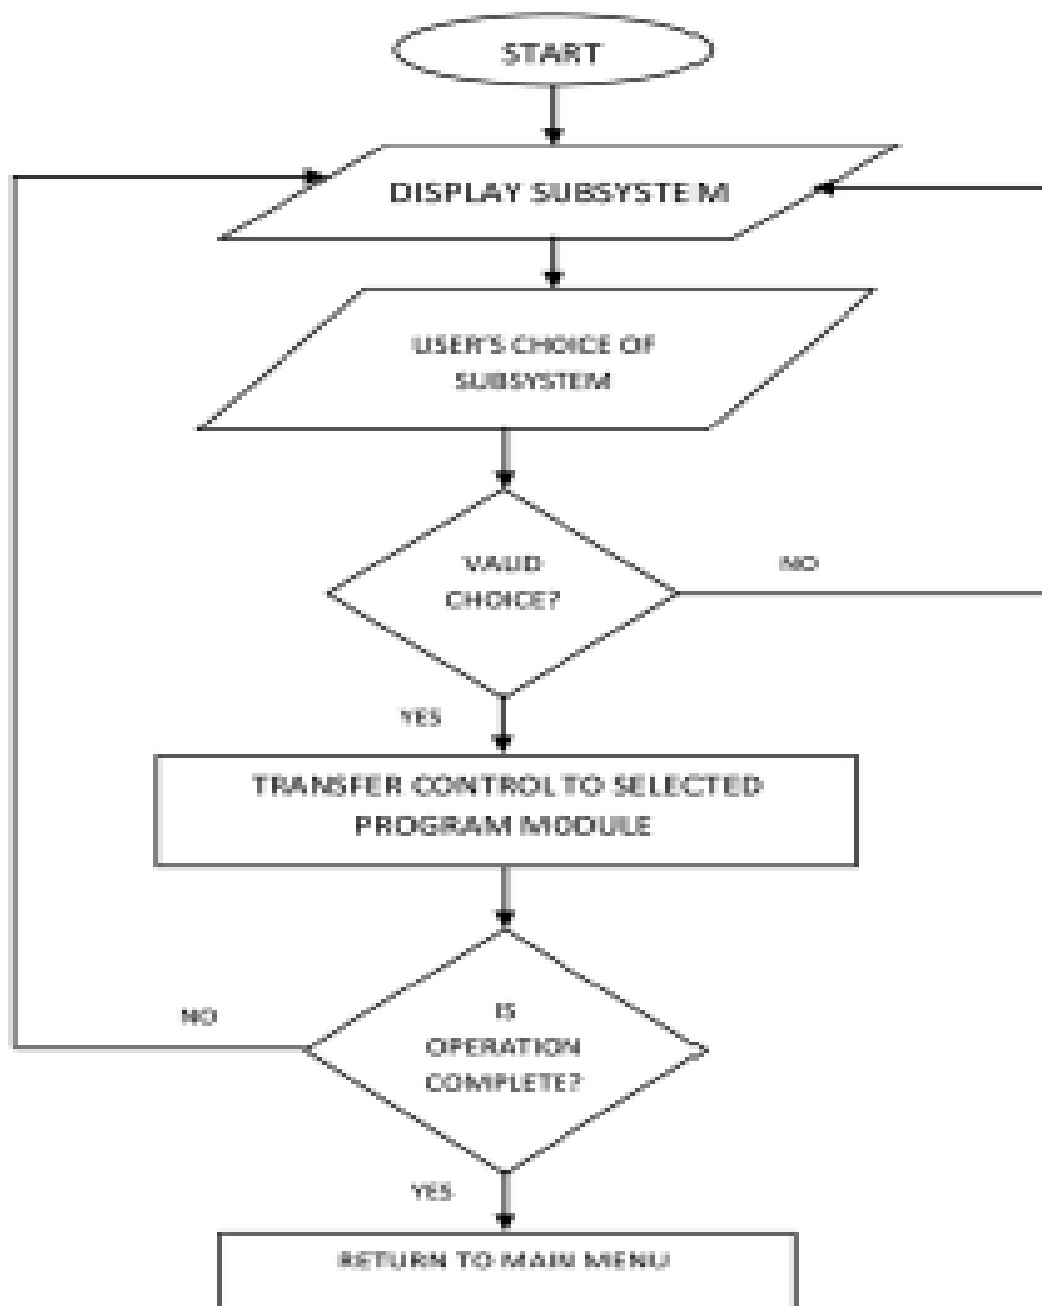 START
DISPLAY SUBSYSTEM
USER'S CHOICE OF
SUBSYSTEM
VALID
CHOICE?
NO
YES
TRANSFER CONTROL TO SELECTED
PROGRAM MODULE
IS
OPERATION
COMPLETE?
NO
YES
RETURN TO MAIN MENU